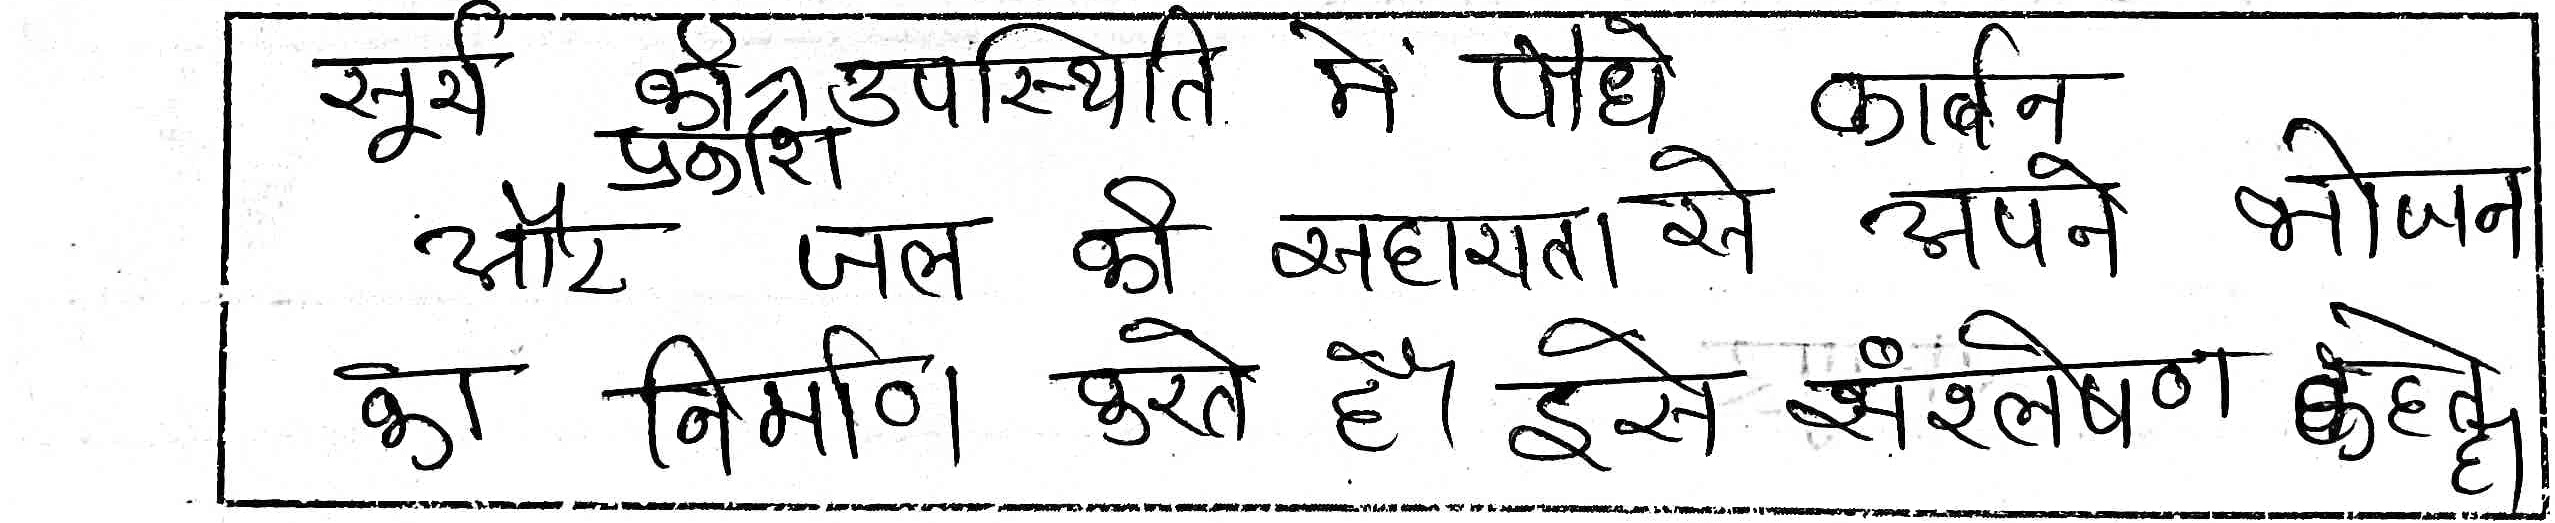 सूर्य की प्रकाश उपस्थिति में पौधे कार्बन
और जल की सहायता से अपने भोजन
का निर्माण करते है। इसे संश्लेषण कहते है।